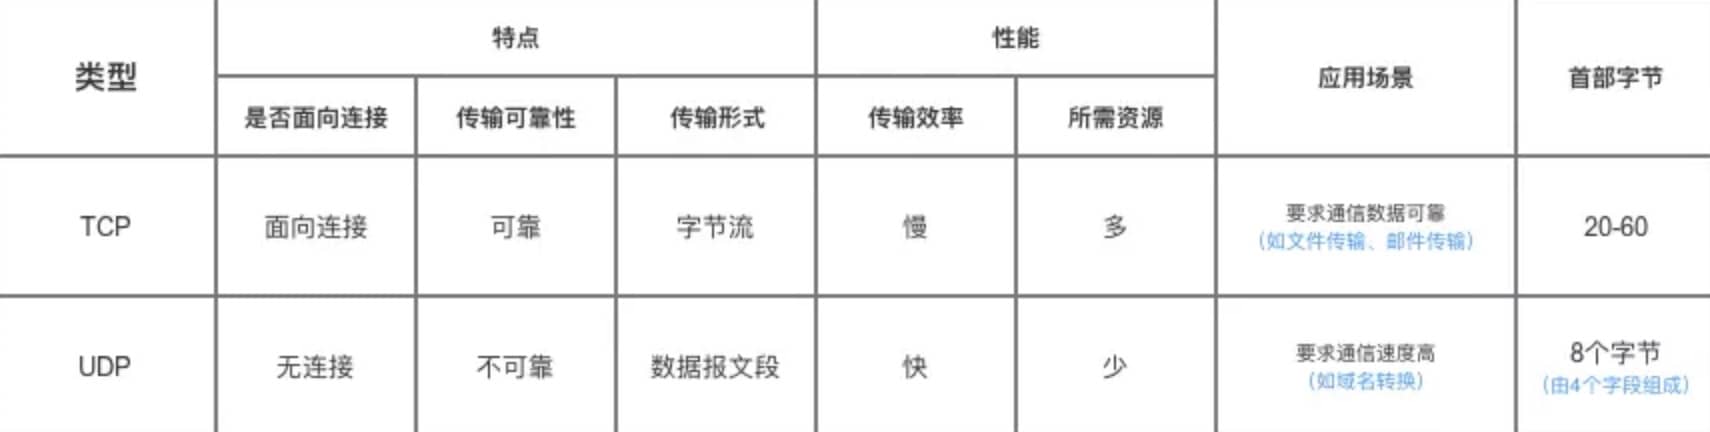 类型
特点
性能
应用场景
首部字节
是否面向连接
传输可靠性
传输形式
传输效率
所需资源
TCP
面向连接
可靠
字节流
慢
多
要求通信数据可靠
（如文件传输、邮件传输）
20-60
UDP
无连接
不可靠
数据报文段
快
少
要求通信速度高
（如域名转换）
8个字节
（由4个字段组成）